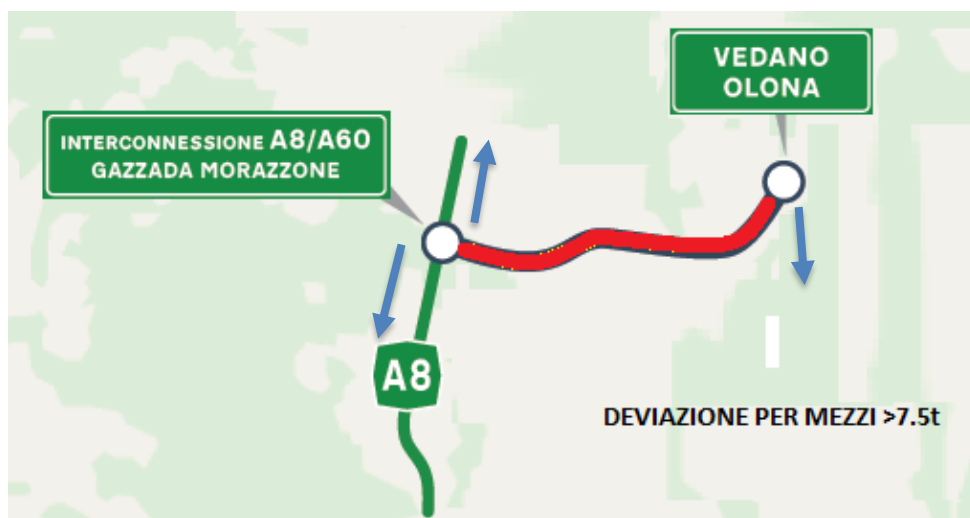 VEDANO
OLONA
INTERCONNESSIONE A8/A60
GAZZADA MORAZZONE
A8
DEVIAZIONE PER MEZZI >7.5t